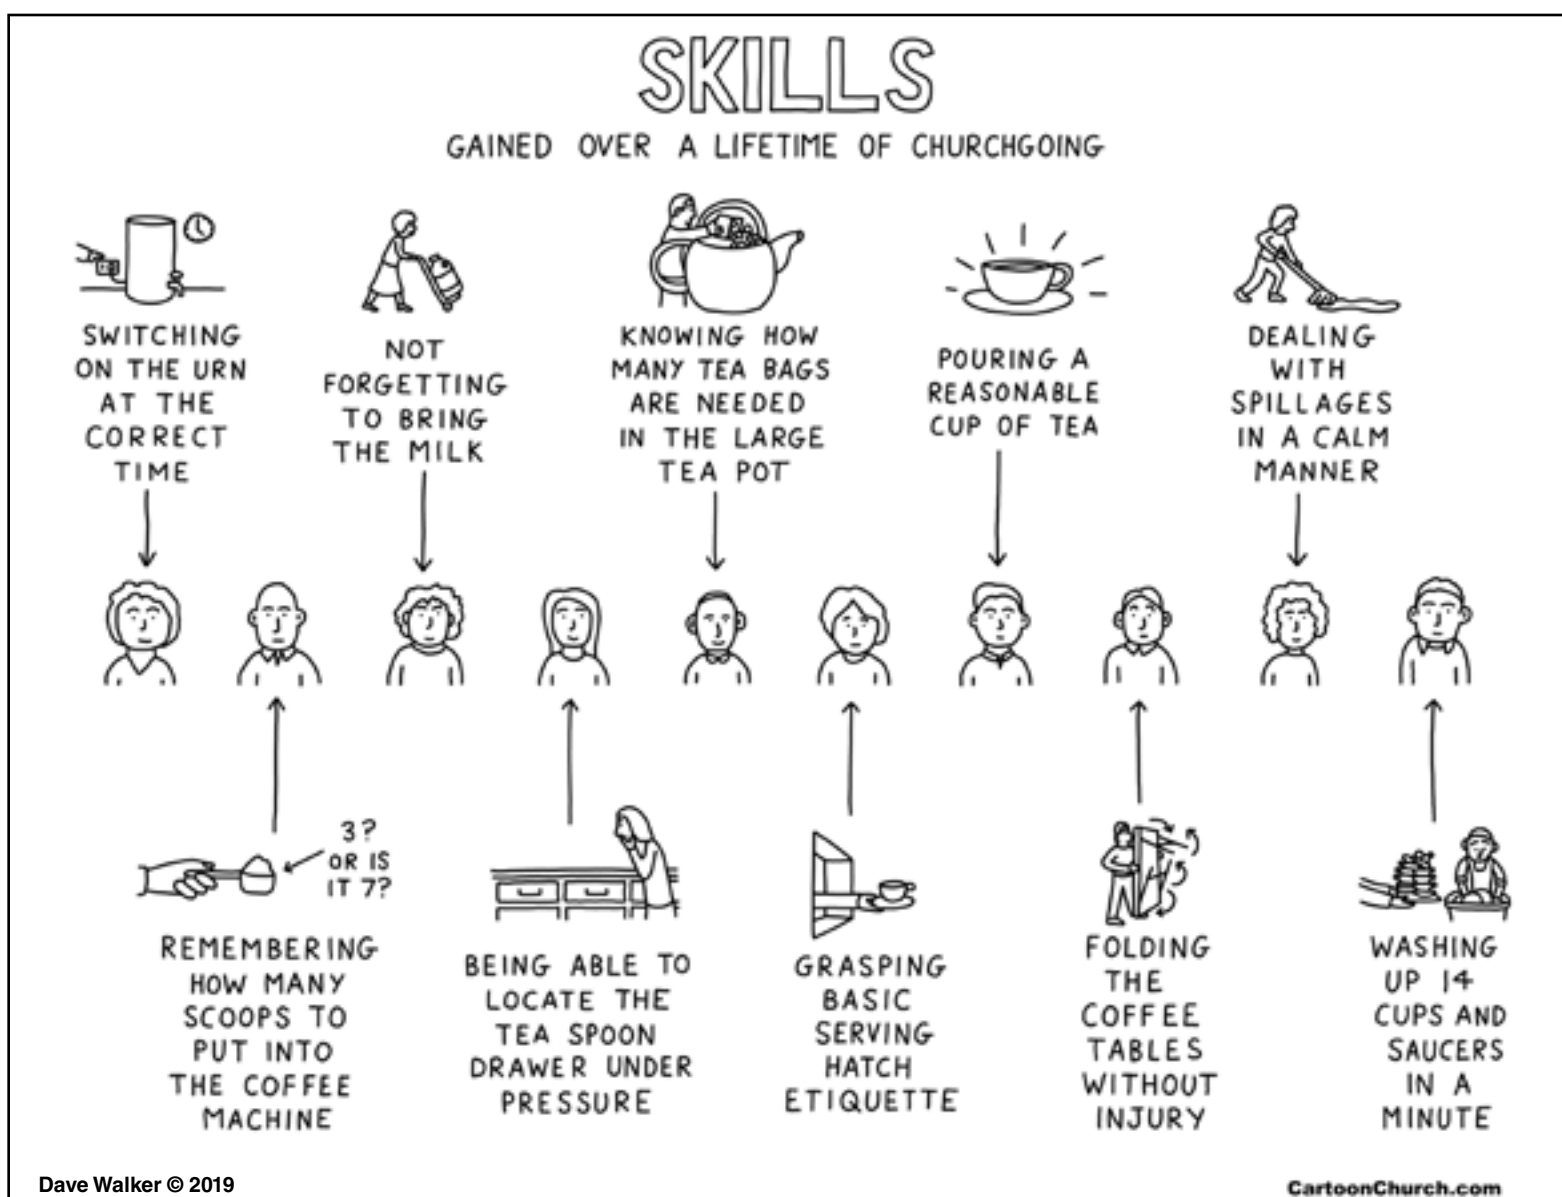 SKILLS
GAINED OVER A LIFETIME OF CHURCHGOING
SWITCHING
ON THE URN
AT THE
CORRECT
TIME
NOT
FORGETTING
TO BRING
THE MILK
KNOWING HOW
MANY TEA BAGS
ARE NEEDED
IN THE LARGE
TEA POT
POURING A
REASONABLE
CUP OF TEA
DEALING
WITH
SPILLAGES
IN A CALM
MANNER
3?
OR IS
IT 7?
REMEMBERING
HOW MANY
SCOOPS TO
PUT INTO
THE COFFEE
MACHINE
BEING ABLE TO
LOCATE THE
TEA SPOON
DRAWER UNDER
PRESSURE
GRASPING
BASIC
SERVING
HATCH
ETIQUETTE
FOLDING
THE
COFFEE
TABLES
WITHOUT
INJURY
WASHING
UP 14
CUPS AND
SAUCERS
IN A
MINUTE
Dave Walker © 2019
CartoonChurch.com